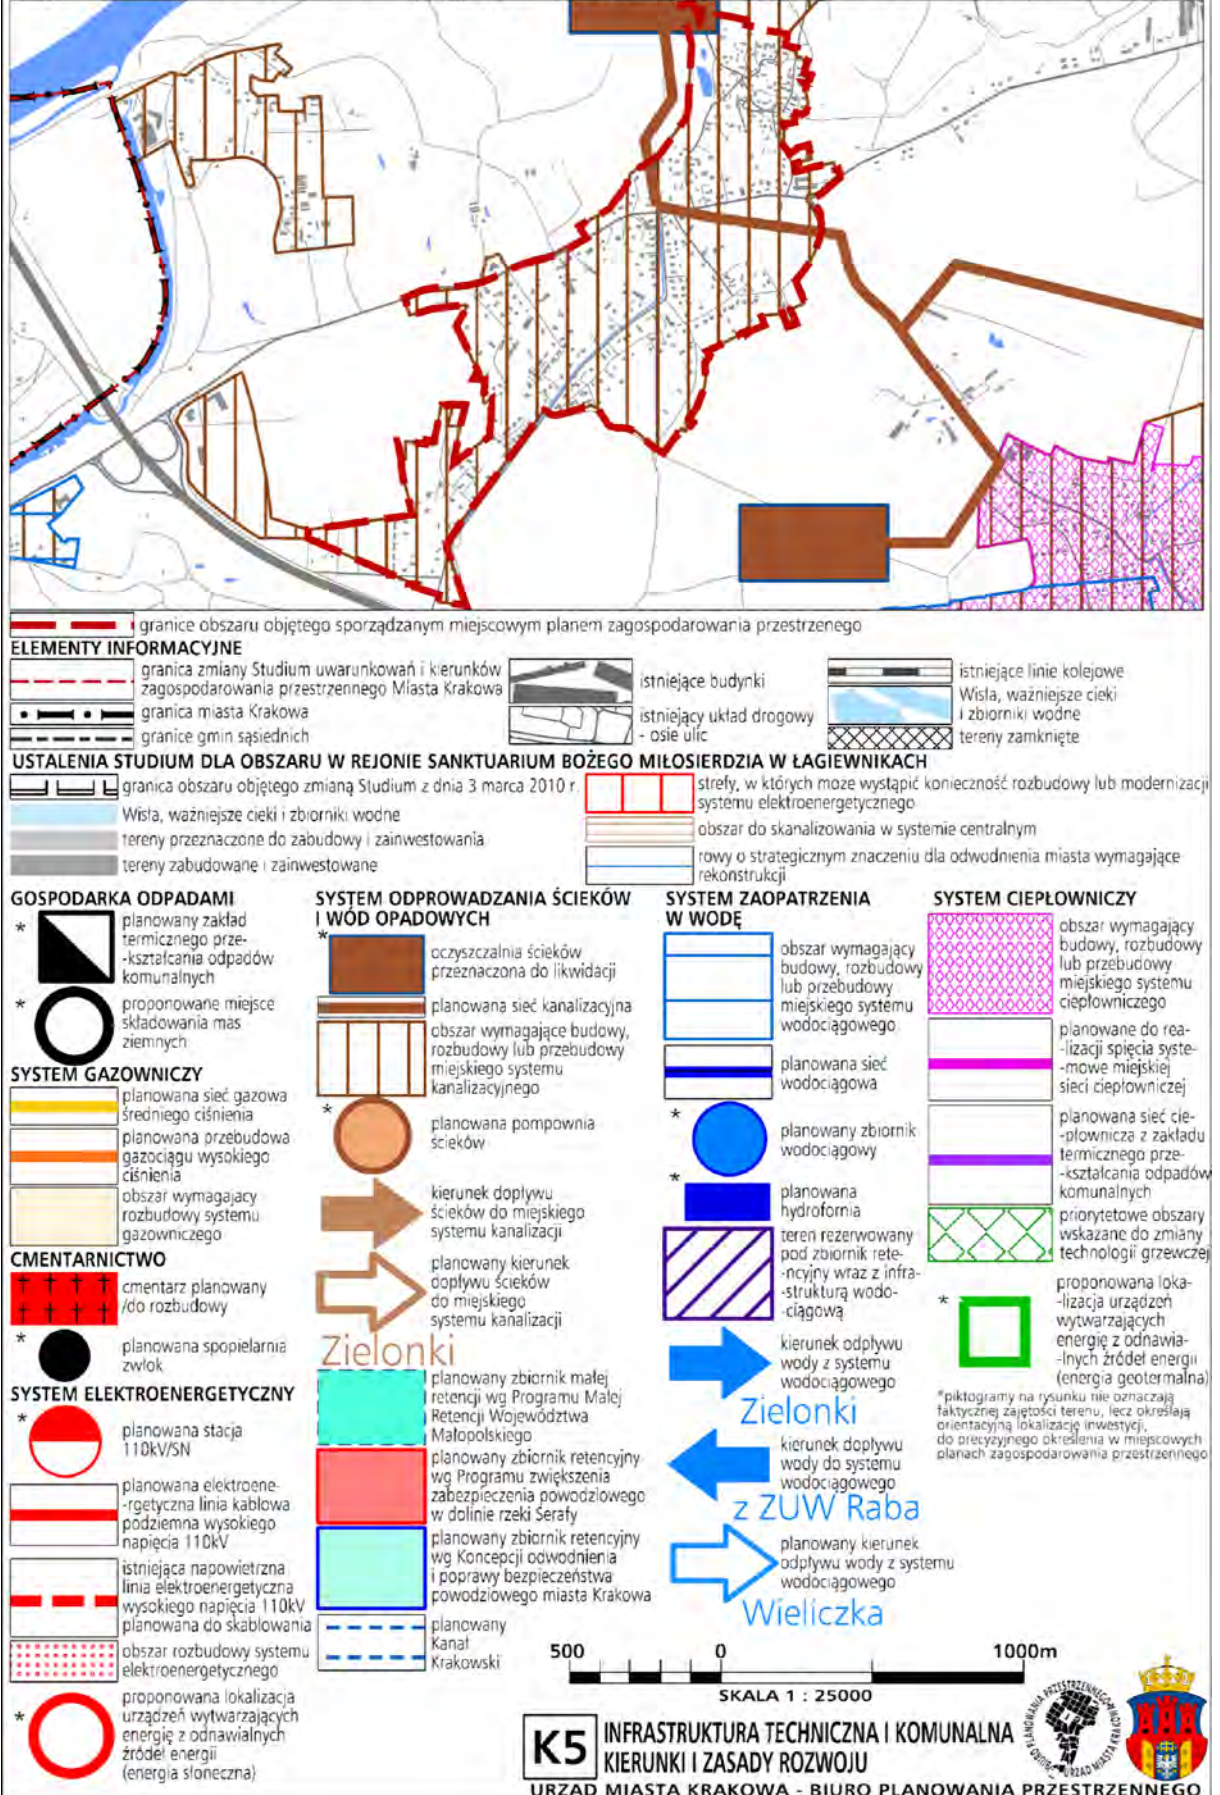 granice obszaru objętego sporządzanym miejscowym planem zagospodarowania przestrzenego
ELEMENTY INFORMACYJNE
granica zmiany Studium uwarunkowań i kierunków
zagospodarowania przestrzennego Miasta Krakowa
granica miasta Krakowa
granice gmin sąsiednich
istniejące budynki
istniejący układ drogowy
- osie ulic
istniejące linie kolejowe
Wisła, ważniejsze cieki
i zbiorniki wodne
tereny zamknięte
USTALENIA STUDIUM DLA OBSZARU W REJONIE SANKTUARIUM BOŻEGO MIŁOSIERDZIA W ŁAGIEWNIKACH
granica obszaru objętego zmianą Studium z dnia 3 marca 2010 r.
Wisła, ważniejsze cieki i zbiorniki wodne
tereny przeznaczone do zabudowy i zainwestowania
tereny zabudowane i zainwestowane
strefy, w których może wystąpić konieczność rozbudowy lub modernizacji
systemu elektroenergetycznego
obszar do skanalizowania w systemie centralnym
rowy o strategicznym znaczeniu dla odwodnienia miasta wymagające
rekonstrukcji
GOSPODARKA ODPADAMI
* planowany zakład
termicznego prze-
-kształcania odpadów
komunalnych
* proponowane miejsce
składowania mas
ziemnych
SYSTEM GAZOWNICZY
planowana sieć gazowa
średniego ciśnienia
planowana przebudowa
gazociągu wysokiego
ciśnienia
obszar wymagający
rozbudowy systemu
gazowniczego
CMENTARNICTWO
cmentarz planowany
/do rozbudowy
* planowana spopielarnia
zwłok
SYSTEM ELEKTROENERGETYCZNY
* planowana stacja
110kV/SN
planowana elektroene-
-rgetyczna linia kablowa
podziemna wysokiego
napięcia 110kV
istniejąca napowietrzna
linia elektroenergetyczna
wysokiego napięcia 110kV
planowana do skablowania
obszar rozbudowy systemu
elektroenergetycznego
* proponowana lokalizacja
urządzeń wytwarzających
energię z odnawialnych
źródeł energii
(energia słoneczna)
SYSTEM ODPROWADZANIA ŚCIEKÓW
I WÓD OPADOWYCH
* oczyszczalnia ścieków
przeznaczona do likwidacji
planowana sieć kanalizacyjna
obszar wymagające budowy,
rozbudowy lub przebudowy
miejskiego systemu
kanalizacyjnego
* planowana pompownia
ścieków
kierunek dopływu
ścieków do miejskiego
systemu kanalizacji
planowany kierunek
dopływu ścieków
do miejskiego
systemu kanalizacji
Zielonki
planowany zbiornik małej
retencji wg Programu Małej
Retencji Województwa
Małopolskiego
planowany zbiornik retencyjny
wg Programu zwiększenia
zabezpieczenia powodziowego
w dolinie rzeki Serafy
planowany zbiornik retencyjny
wg Koncepcji odwodnienia
i poprawy bezpieczeństwa
powodziowego miasta Krakowa
planowany
Kanał
Krakowski
SYSTEM ZAOPATRZENIA
W WODĘ
obszar wymagający
budowy, rozbudowy
lub przebudowy
miejskiego systemu
wodociągowego
planowana sieć
wodociągowa
* planowany zbiornik
wodociągowy
* planowana
hydrofornia
teren rezerwowany
pod zbiornik rete-
-ncyjny wraz z infra-
-strukturą wodo-
-ciągową
kierunek odpływu
wody z systemu
wodociągowego
Zielonki
kierunek dopływu
wody do systemu
wodociągowego
z ZUW Raba
planowany kierunek
odpływu wody z systemu
wodociągowego
Wieliczka
SYSTEM CIEPŁOWNICZY
obszar wymagający
budowy, rozbudowy
lub przebudowy
miejskiego systemu
ciepłowniczego
planowane do rea-
-lizacji spięcia syste-
-mowe miejskiej
sieci ciepłowniczej
planowana sieć cie-
-płownicza z zakładu
termicznego prze-
-kształcania odpadów
komunalnych
priorytetowe obszary
wskazane do zmiany
technologii grzewczej
* proponowana loka-
-lizacja urządzeń
wytwarzających
energię z odnawia-
-lnych źródeł energii
(energia geotermalna)
*piktogramy na rysunku nie oznaczają
faktycznej zajętości terenu, lecz określają
orientacyjną lokalizację inwestycji,
do precyzyjnego określenia w miejscowych
planach zagospodarowania przestrzennego
500 0 1000m
SKALA 1 : 25000
K5
INFRASTRUKTURA TECHNICZNA I KOMUNALNA
KIERUNKI I ZASADY ROZWOJU
BIURO PLANOWANIA PRZESTRZENNEGO URZĄD MIASTA KRAKOWA
URZĄD MIASTA KRAKOWA - BIURO PLANOWANIA PRZESTRZENNEGO